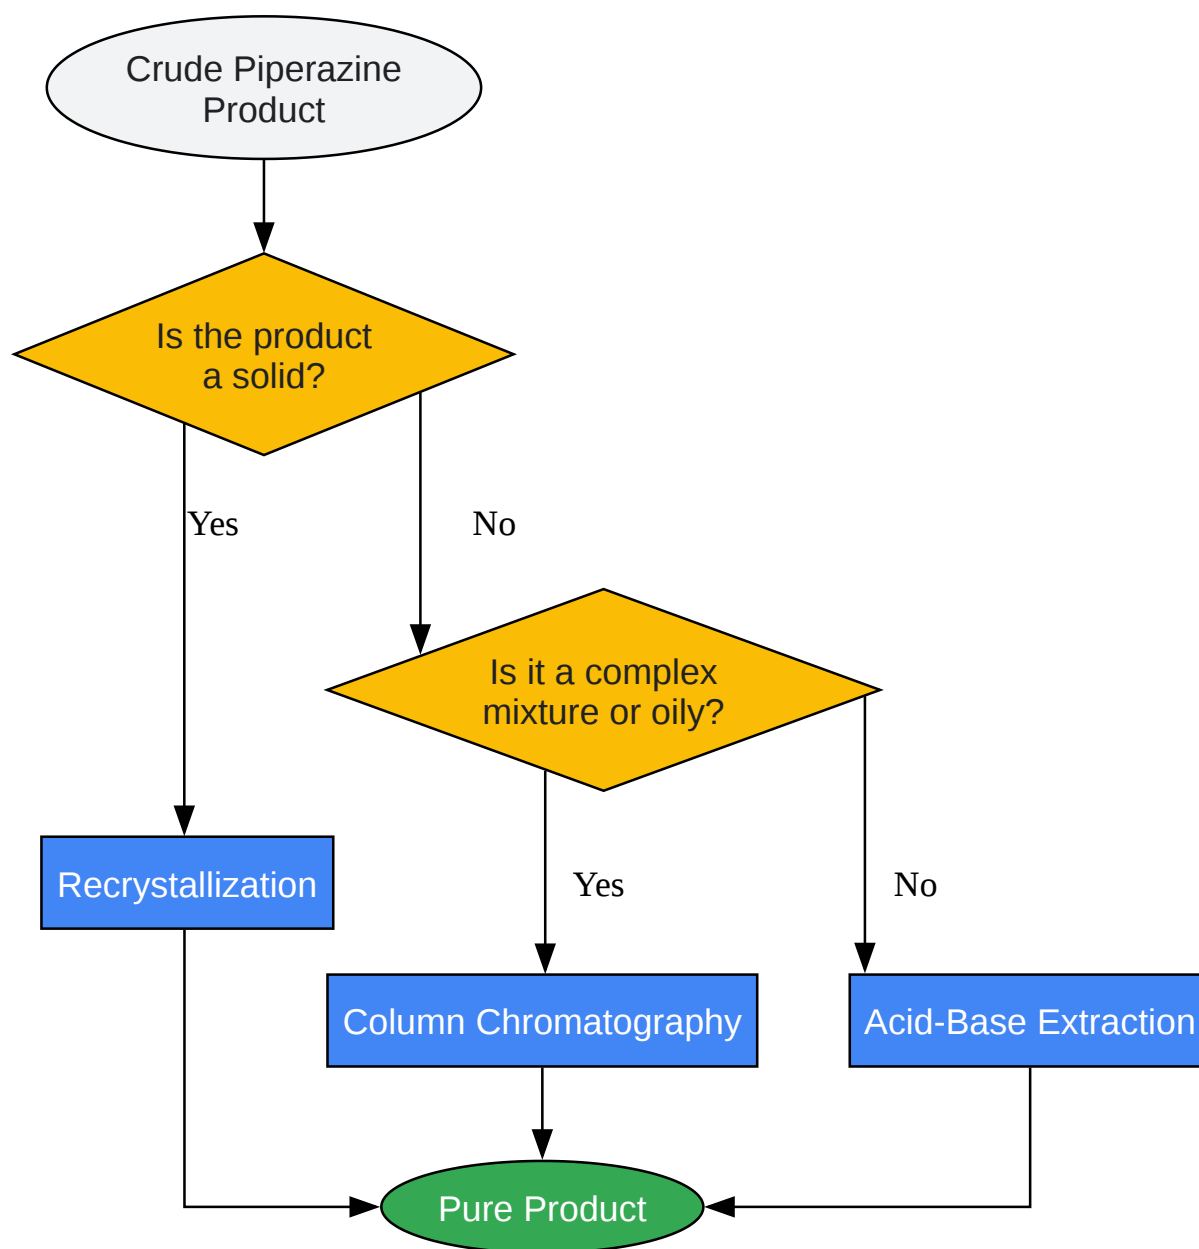 Crude Piperazine
Product
Is the product
a solid?
Yes
No
Is it a complex
mixture or oily?
Recrystallization
Yes
No
Column Chromatography
Acid-Base Extraction
Pure Product